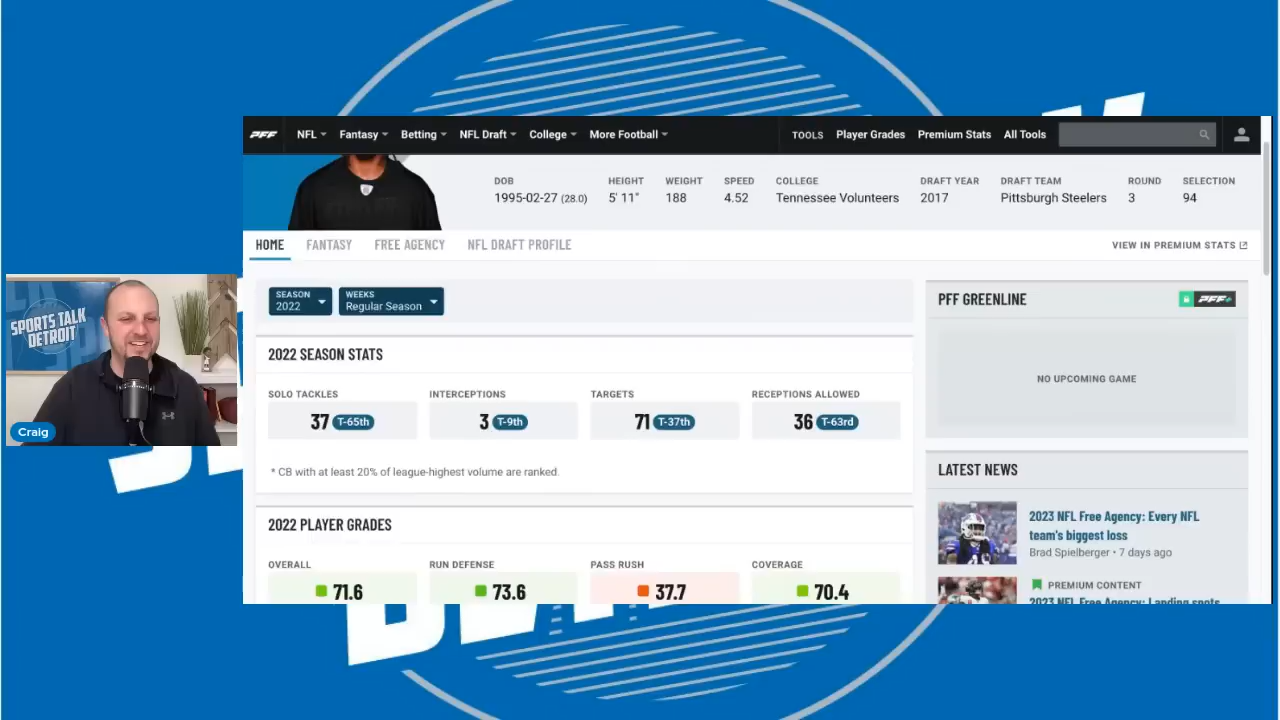 PFF
NFL
Fantasy
Betting
NFL Draft
College
More Football
TOOLS
Player Grades
Premium Stats
All Tools
DOB
1995-02-27 (28.0)
HEIGHT
5' 11"
WEIGHT
188
SPEED
4.52
COLLEGE
Tennessee Volunteers
DRAFT YEAR
2017
DRAFT TEAM
Pittsburgh Steelers
ROUND
3
SELECTION
94
HOME
FANTASY
FREE AGENCY
NFL DRAFT PROFILE
VIEW IN PREMIUM STATS
SEASON
2022
WEEKS
Regular Season
2022 SEASON STATS
SOLO TACKLES
37 T-65th
INTERCEPTIONS
3 T-9th
TARGETS
71 T-37th
RECEPTIONS ALLOWED
36 T-63rd
* CB with at least 20% of league-highest volume are ranked.
2022 PLAYER GRADES
OVERALL
71.6
RUN DEFENSE
73.6
PASS RUSH
37.7
COVERAGE
70.4
PFF GREENLINE
PFF+
NO UPCOMING GAME
LATEST NEWS
2023 NFL Free Agency: Every NFL
team's biggest loss
Brad Spielberger • 7 days ago
PREMIUM CONTENT
2023 NFL Free Agency: Landing spots
SPORTS TALK
DETROIT
Craig